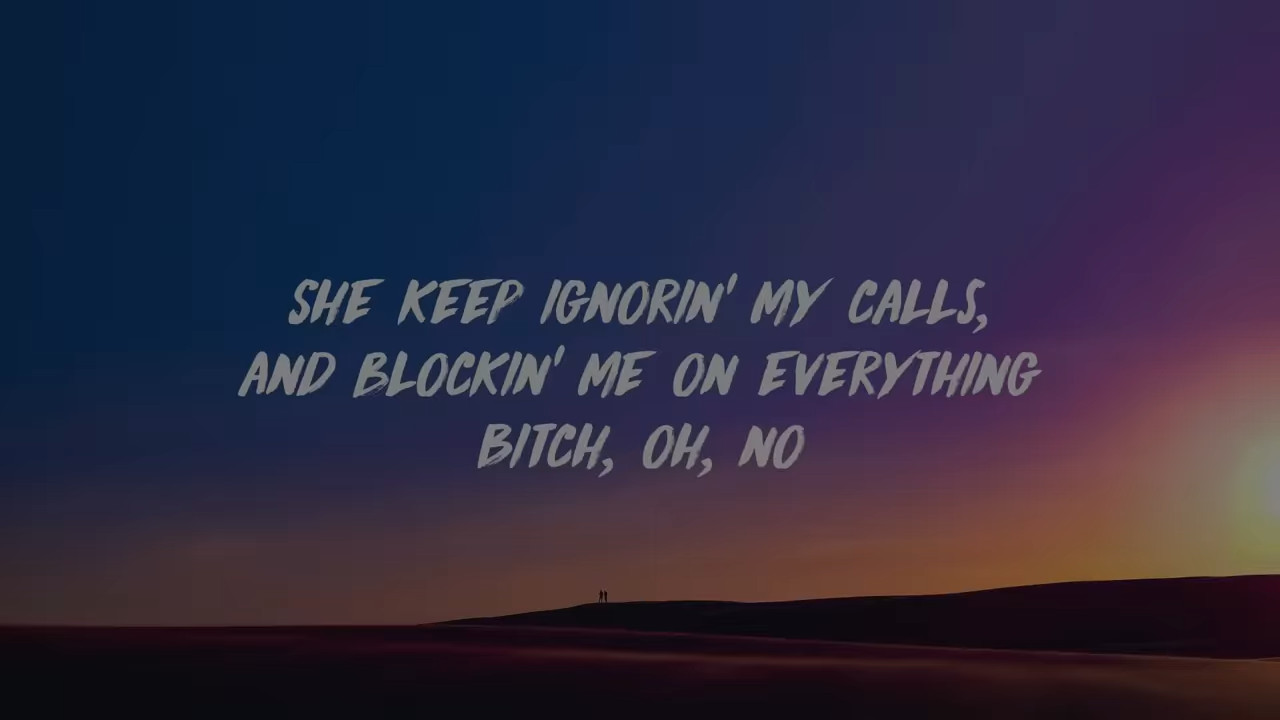 SHE KEEP IGNORIN' MY CALLS,
AND BLOCKIN' ME ON EVERYTHING
BITCH, OH, NO